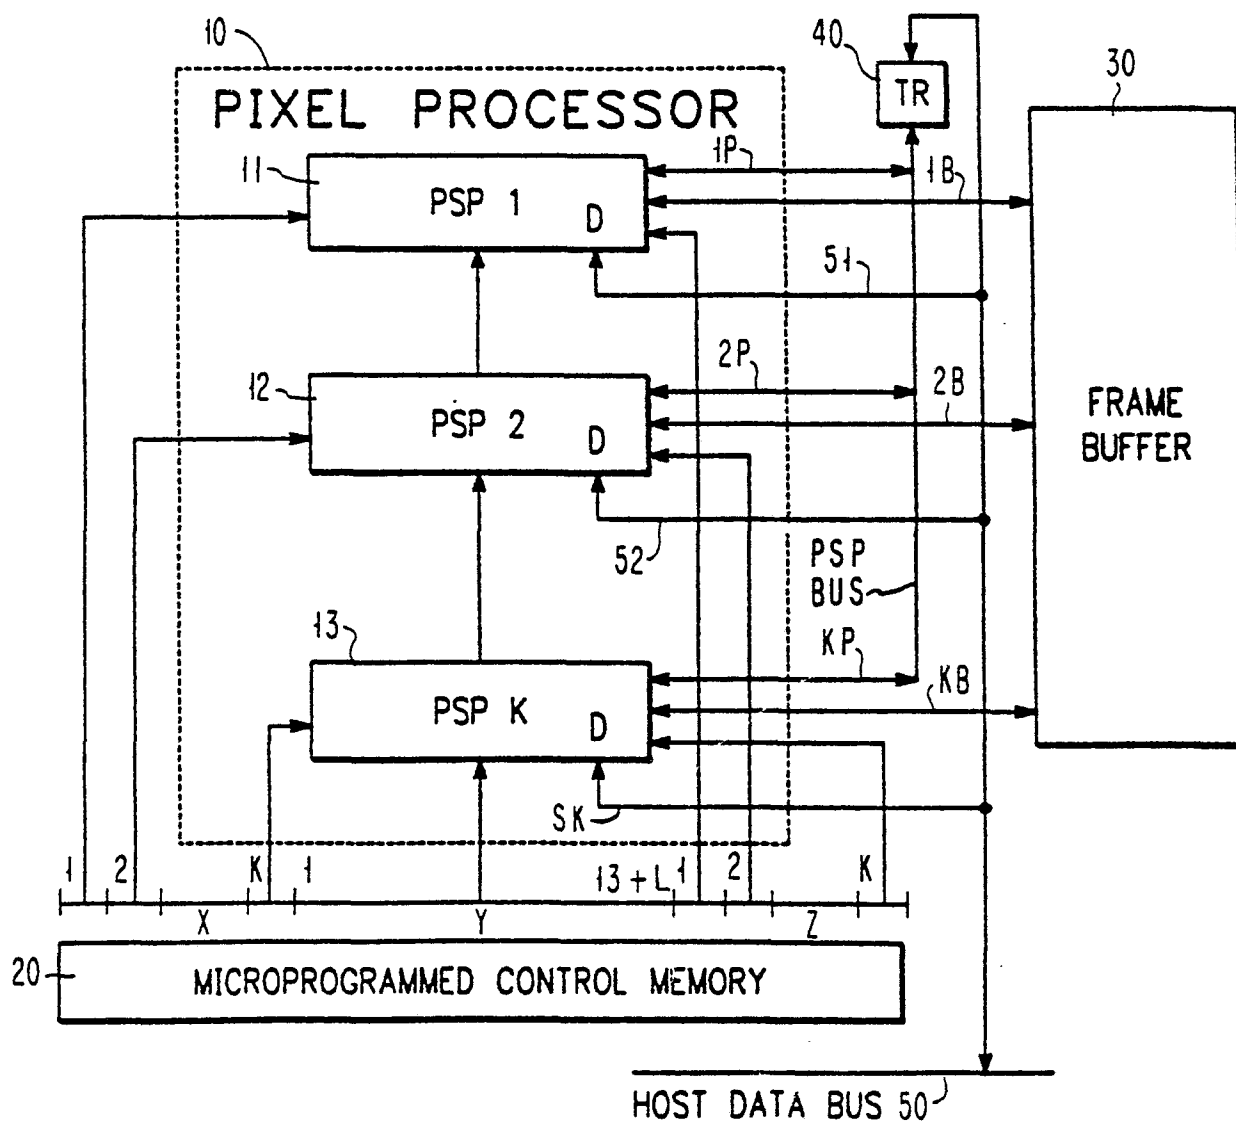 10
40
30
TR
PIXEL PROCESSOR
11
1P
1B
PSP 1
D
51
12
2P
2B
PSP 2
D
FRAME
BUFFER
52
PSP
BUS
13
KP
KB
PSP K
D
SK
1
2
K
1
13+L
1
2
K
X
Y
Z
20
MICROPROGRAMMED CONTROL MEMORY
HOST DATA BUS 50